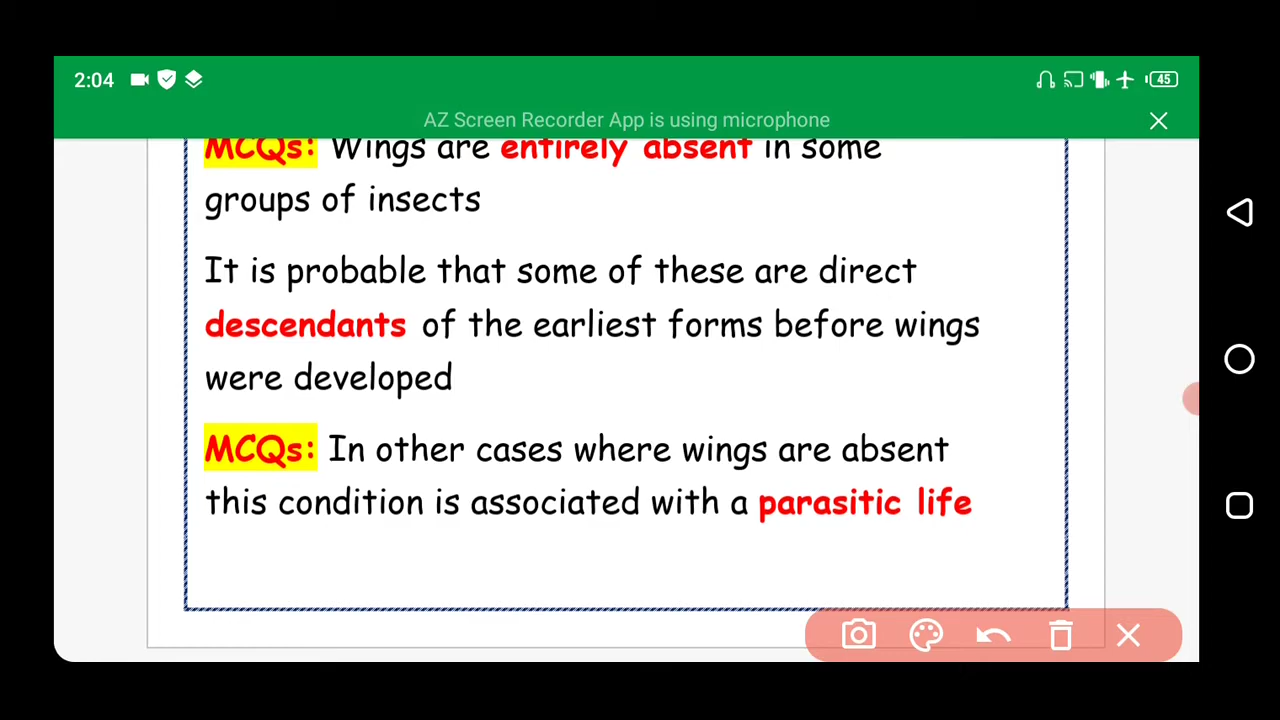 2:04
45
AZ Screen Recorder App is using microphone
MCQs: Wings are entirely absent in some
groups of insects
It is probable that some of these are direct
descendants of the earliest forms before wings
were developed
MCQs: In other cases where wings are absent
this condition is associated with a parasitic life